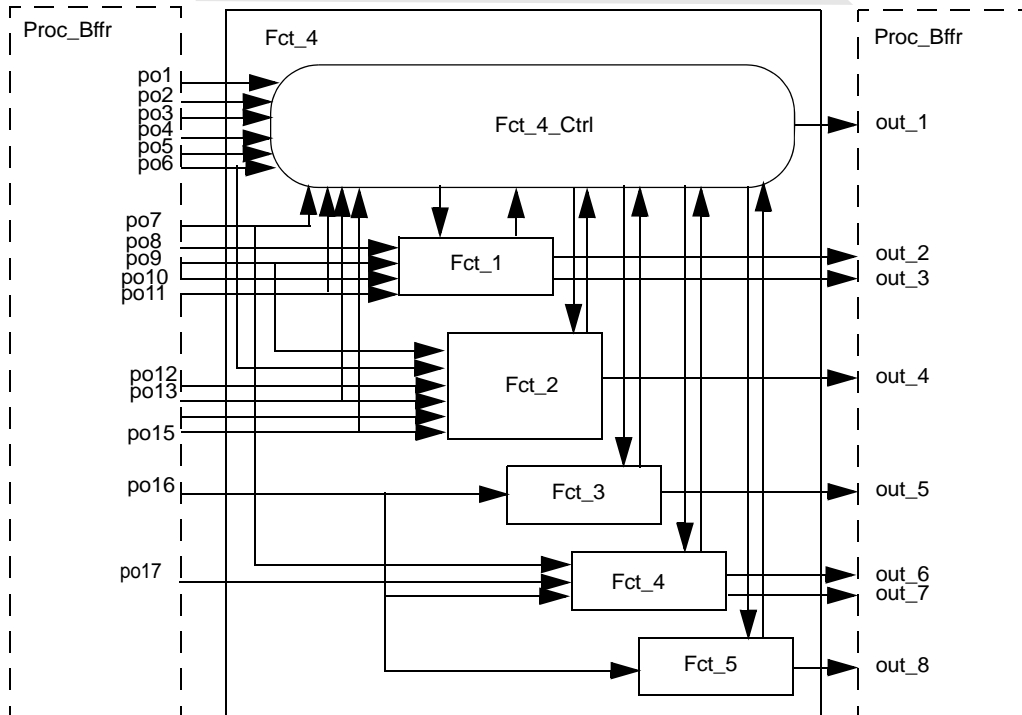 Proc_Bffr
Fct_4
Proc_Bffr
po1
po2
po3
po4
po5
po6
Fct_4_Ctrl
out_1
po7
po8
po9
po10
po11
Fct_1
out_2
out_3
po12
po13
po15
Fct_2
out_4
po16
Fct_3
out_5
po17
Fct_4
out_6
out_7
Fct_5
out_8